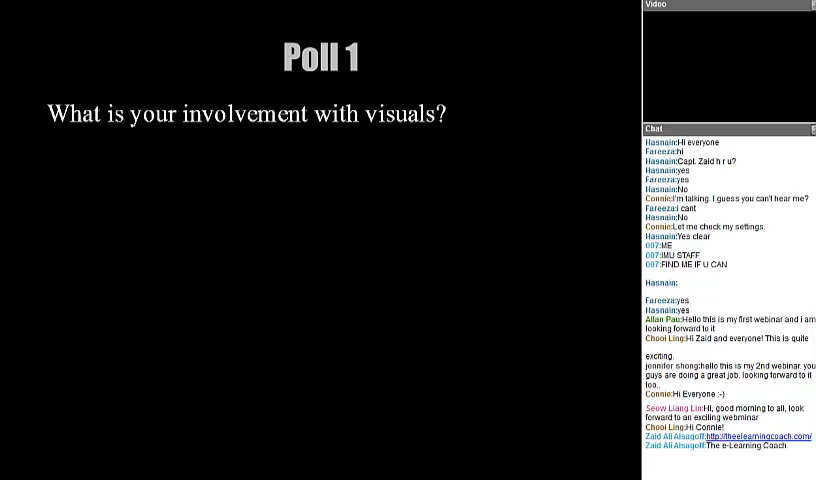 Poll 1
What is your involvement with visuals?
Video
Chat
Hasnain:Hi everyone
Fareeza:hi
Hasnain:Capt. Zaid h r u?
Hasnain:yes
Fareeza:yes
Hasnain:No
Connie:I'm talking. I guess you can't hear me?
Fareeza:i cant
Hasnain:No
Connie:Let me check my settings.
Hasnain:Yes clear
007:ME
007:IMU STAFF
007:FIND ME IF U CAN
Hasnain:
Fareeza:yes
Hasnain:yes
Allan Pau:Hello this is my first webinar and i am
looking forward to it
Chooi Ling:Hi Zaid and everyone! This is quite
exciting.
jennifer shong:hello this is my 2nd webinar. you
guys are doing a great job. looking forward to it
too..
Connie:Hi Everyone :-)
Seow Liang Lin:Hi, good morning to all, look
forward to an exciting webminar
Chooi Ling:Hi Connie!
Zaid Ali Alsagoff:http://theelearningcoach.com/
Zaid Ali Alsagoff:The e-Learning Coach